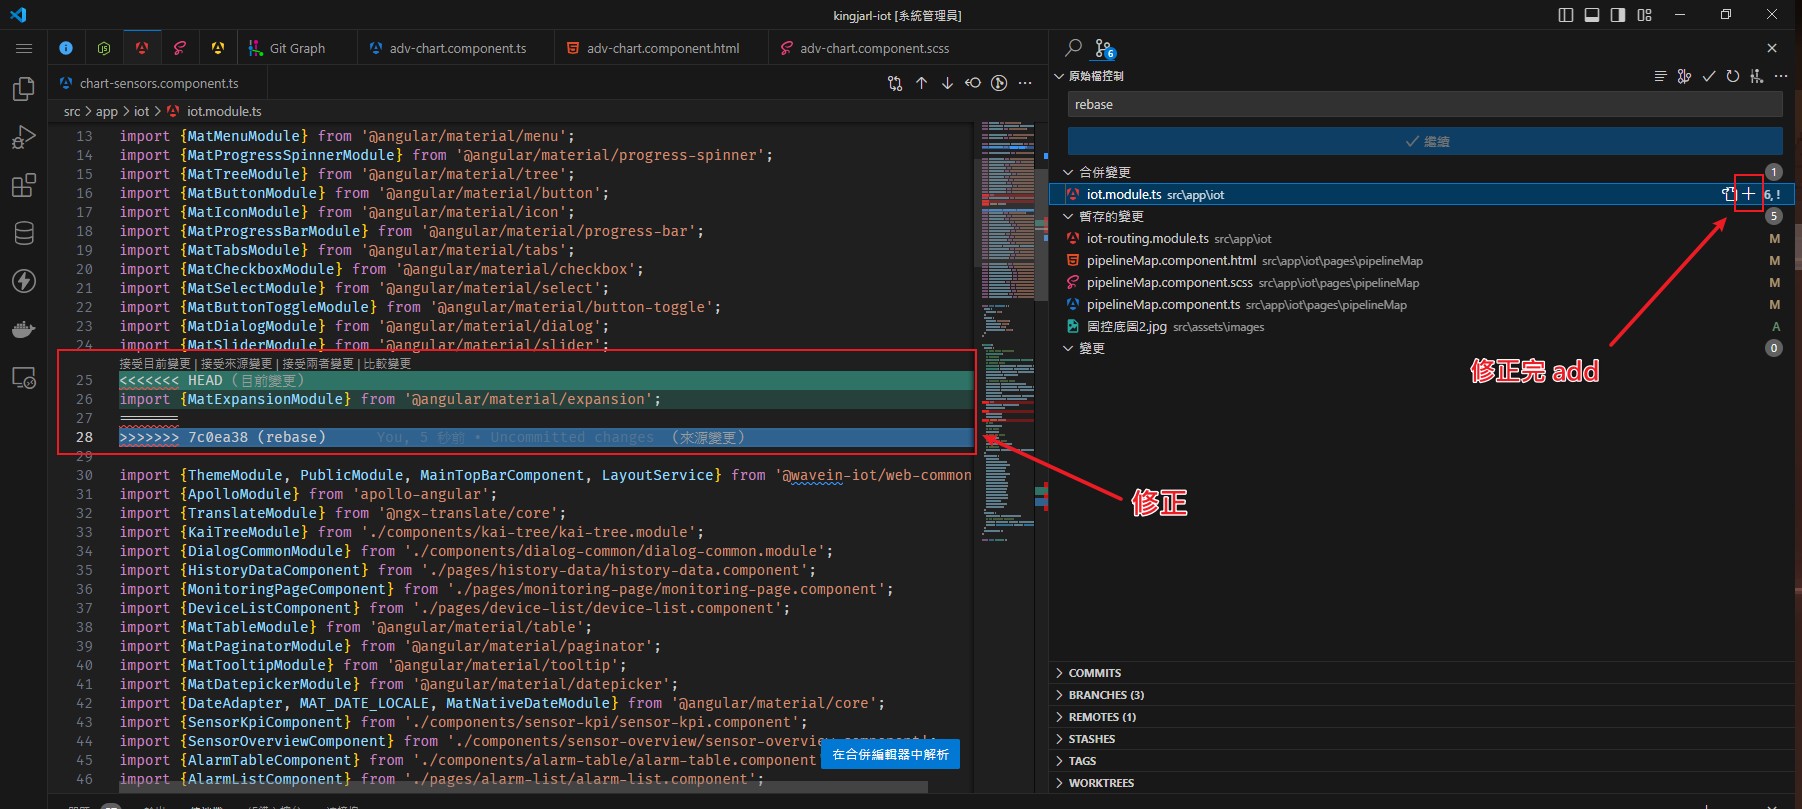 kingjarl-iot [系統管理員]
Git Graph
adv-chart.component.ts
adv-chart.component.html
adv-chart.component.scss
chart-sensors.component.ts
src > app > iot > iot.module.ts
13 import {MatMenuModule} from '@angular/material/menu';
14 import {MatProgressSpinnerModule} from '@angular/material/progress-spinner';
15 import {MatTreeModule} from '@angular/material/tree';
16 import {MatButtonModule} from '@angular/material/button';
17 import {MatIconModule} from '@angular/material/icon';
18 import {MatProgressBarModule} from '@angular/material/progress-bar';
19 import {MatTabsModule} from '@angular/material/tabs';
20 import {MatCheckboxModule} from '@angular/material/checkbox';
21 import {MatSelectModule} from '@angular/material/select';
22 import {MatButtonToggleModule} from '@angular/material/button-toggle';
23 import {MatDialogModule} from '@angular/material/dialog';
24 import {MatSliderModule} from '@angular/material/slider';
接受目前變更 | 接受來源變更 | 接受兩者變更 | 比較變更
25 <<<<<<< HEAD (目前變更)
26 import {MatExpansionModule} from '@angular/material/expansion';
27 =======
28 >>>>>>> 7c0ea38 (rebase) You, 5 秒前 • Uncommitted changes (來源變更)
29
30 import {ThemeModule, PublicModule, MainTopBarComponent, LayoutService} from '@wavein-iot/web-common
31 import {ApolloModule} from 'apollo-angular';
32 import {TranslateModule} from '@ngx-translate/core';
33 import {KaiTreeModule} from './components/kai-tree/kai-tree.module';
34 import {DialogCommonModule} from './components/dialog-common/dialog-common.module';
35 import {HistoryDataComponent} from './pages/history-data/history-data.component';
36 import {MonitoringPageComponent} from './pages/monitoring-page/monitoring-page.component';
37 import {DeviceListComponent} from './pages/device-list/device-list.component';
38 import {MatTableModule} from '@angular/material/table';
39 import {MatPaginatorModule} from '@angular/material/paginator';
40 import {MatTooltipModule} from '@angular/material/tooltip';
41 import {MatDatepickerModule} from '@angular/material/datepicker';
42 import {DateAdapter, MAT_DATE_LOCALE, MatNativeDateModule} from '@angular/material/core';
43 import {SensorKpiComponent} from './components/sensor-kpi/sensor-kpi.component';
44 import {SensorOverviewComponent} from './components/sensor-overview/sensor-overview.component';
45 import {AlarmTableComponent} from './components/alarm-table/alarm-table.component
46 import {AlarmListComponent} from './pages/alarm-list/alarm-list.component';
在合併編輯器中解析
修正
6
原始檔控制
rebase
繼續
合併變更 1
iot.module.ts src\app\iot 6, !
暫存的變更 5
iot-routing.module.ts src\app\iot M
pipelineMap.component.html src\app\iot\pages\pipelineMap M
pipelineMap.component.scss src\app\iot\pages\pipelineMap M
pipelineMap.component.ts src\app\iot\pages\pipelineMap M
圖控底圖2.jpg src\assets\images A
變更 0
修正完 add
COMMITS
BRANCHES (3)
REMOTES (1)
STASHES
TAGS
WORKTREES